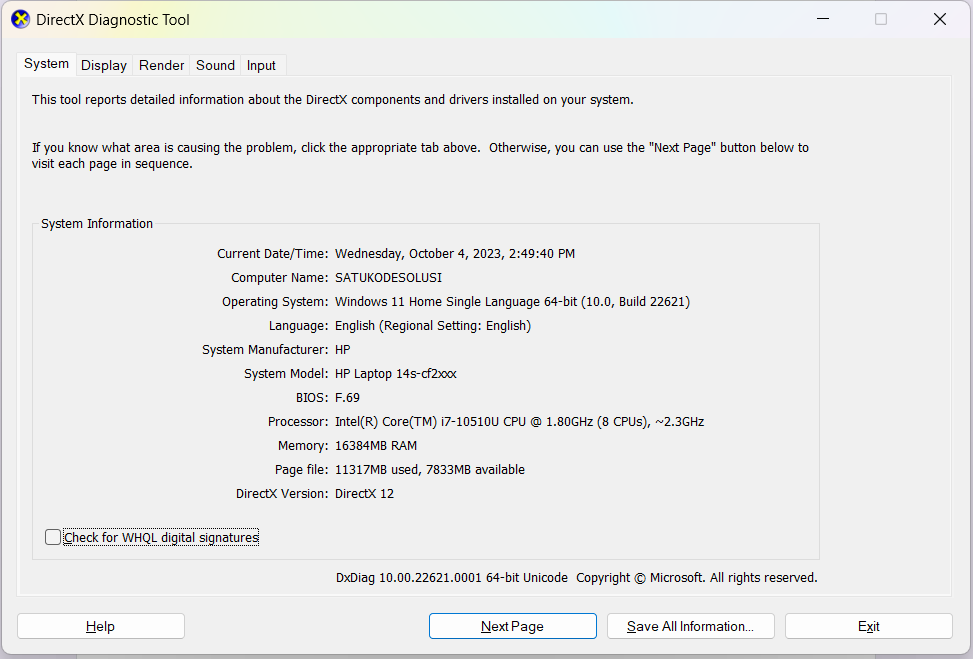 DirectX Diagnostic Tool
System Display Render Sound Input
This tool reports detailed information about the DirectX components and drivers installed on your system.
If you know what area is causing the problem, click the appropriate tab above.  Otherwise, you can use the "Next Page" button below to
visit each page in sequence.
System Information
Current Date/Time: Wednesday, October 4, 2023, 2:49:40 PM
Computer Name: SATUKODESOLUSI
Operating System: Windows 11 Home Single Language 64-bit (10.0, Build 22621)
Language: English (Regional Setting: English)
System Manufacturer: HP
System Model: HP Laptop 14s-cf2xxx
BIOS: F.69
Processor: Intel(R) Core(TM) i7-10510U CPU @ 1.80GHz (8 CPUs), ~2.3GHz
Memory: 16384MB RAM
Page file: 11317MB used, 7833MB available
DirectX Version: DirectX 12
Check for WHQL digital signatures
DxDiag 10.00.22621.0001 64-bit Unicode  Copyright © Microsoft. All rights reserved.
Help Next Page Save All Information... Exit